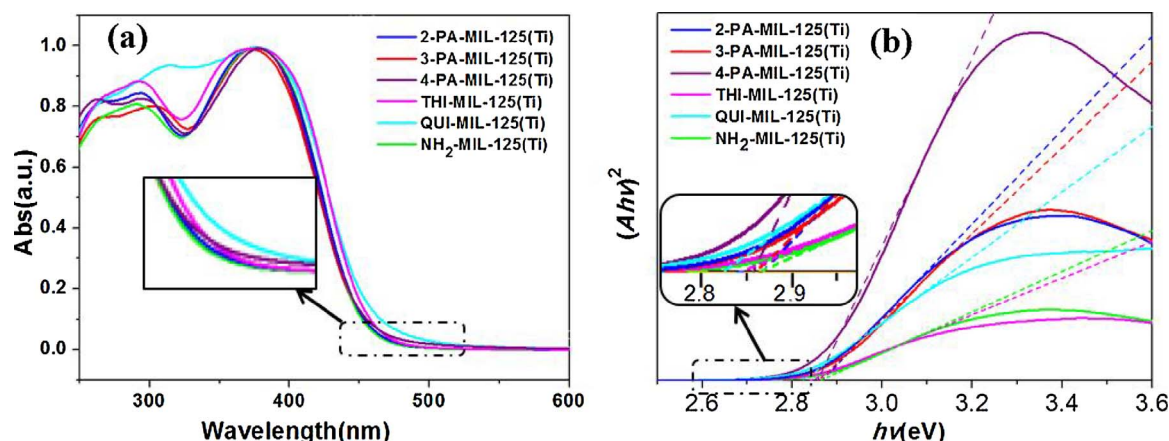 (a)
2-PA-MIL-125(Ti)
3-PA-MIL-125(Ti)
4-PA-MIL-125(Ti)
THI-MIL-125(Ti)
QUI-MIL-125(Ti)
NH₂-MIL-125(Ti)
1.0
0.8
0.6
0.4
0.2
0.0
Abs(a.u.)
300 400 500 600
Wavelength(nm)
(b)
2-PA-MIL-125(Ti)
3-PA-MIL-125(Ti)
4-PA-MIL-125(Ti)
THI-MIL-125(Ti)
QUI-MIL-125(Ti)
NH₂-MIL-125(Ti)
(Ahν)²
2.8 2.9
2.6 2.8 3.0 3.2 3.4 3.6
hν(eV)